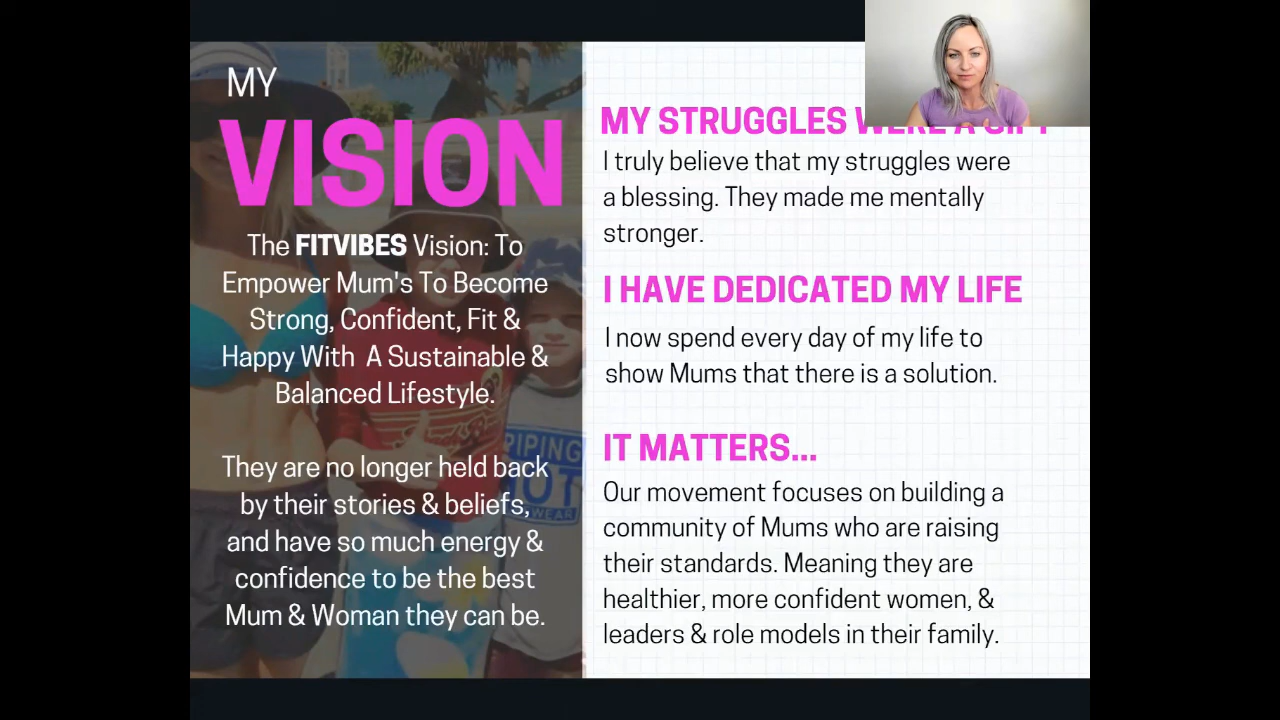 MY
VISION
The FITVIBES Vision: To
Empower Mum's To Become
Strong, Confident, Fit &
Happy With A Sustainable &
Balanced Lifestyle.
They are no longer held back
by their stories & beliefs,
and have so much energy &
confidence to be the best
Mum & Woman they can be.
PIPING
HOT
WEAR
MY STRUGGLES WERE A GIFT
I truly believe that my struggles were
a blessing. They made me mentally
stronger.
I HAVE DEDICATED MY LIFE
I now spend every day of my life to
show Mums that there is a solution.
IT MATTERS...
Our movement focuses on building a
community of Mums who are raising
their standards. Meaning they are
healthier, more confident women, &
leaders & role models in their family.